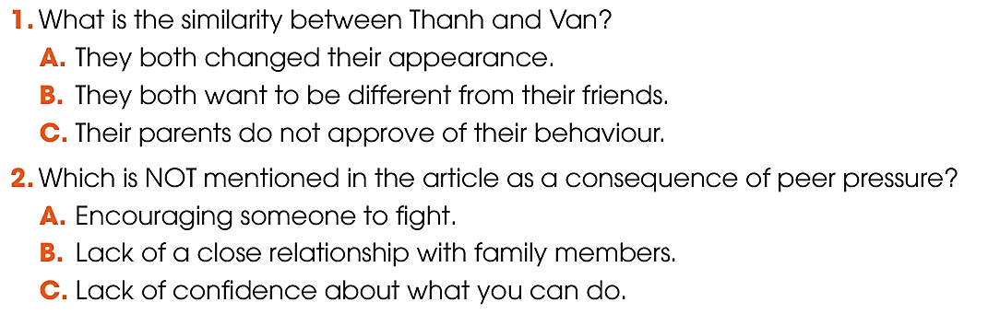 1. What is the similarity between Thanh and Van?
A. They both changed their appearance.
B. They both want to be different from their friends.
C. Their parents do not approve of their behaviour.
2. Which is NOT mentioned in the article as a consequence of peer pressure?
A. Encouraging someone to fight.
B. Lack of a close relationship with family members.
C. Lack of confidence about what you can do.